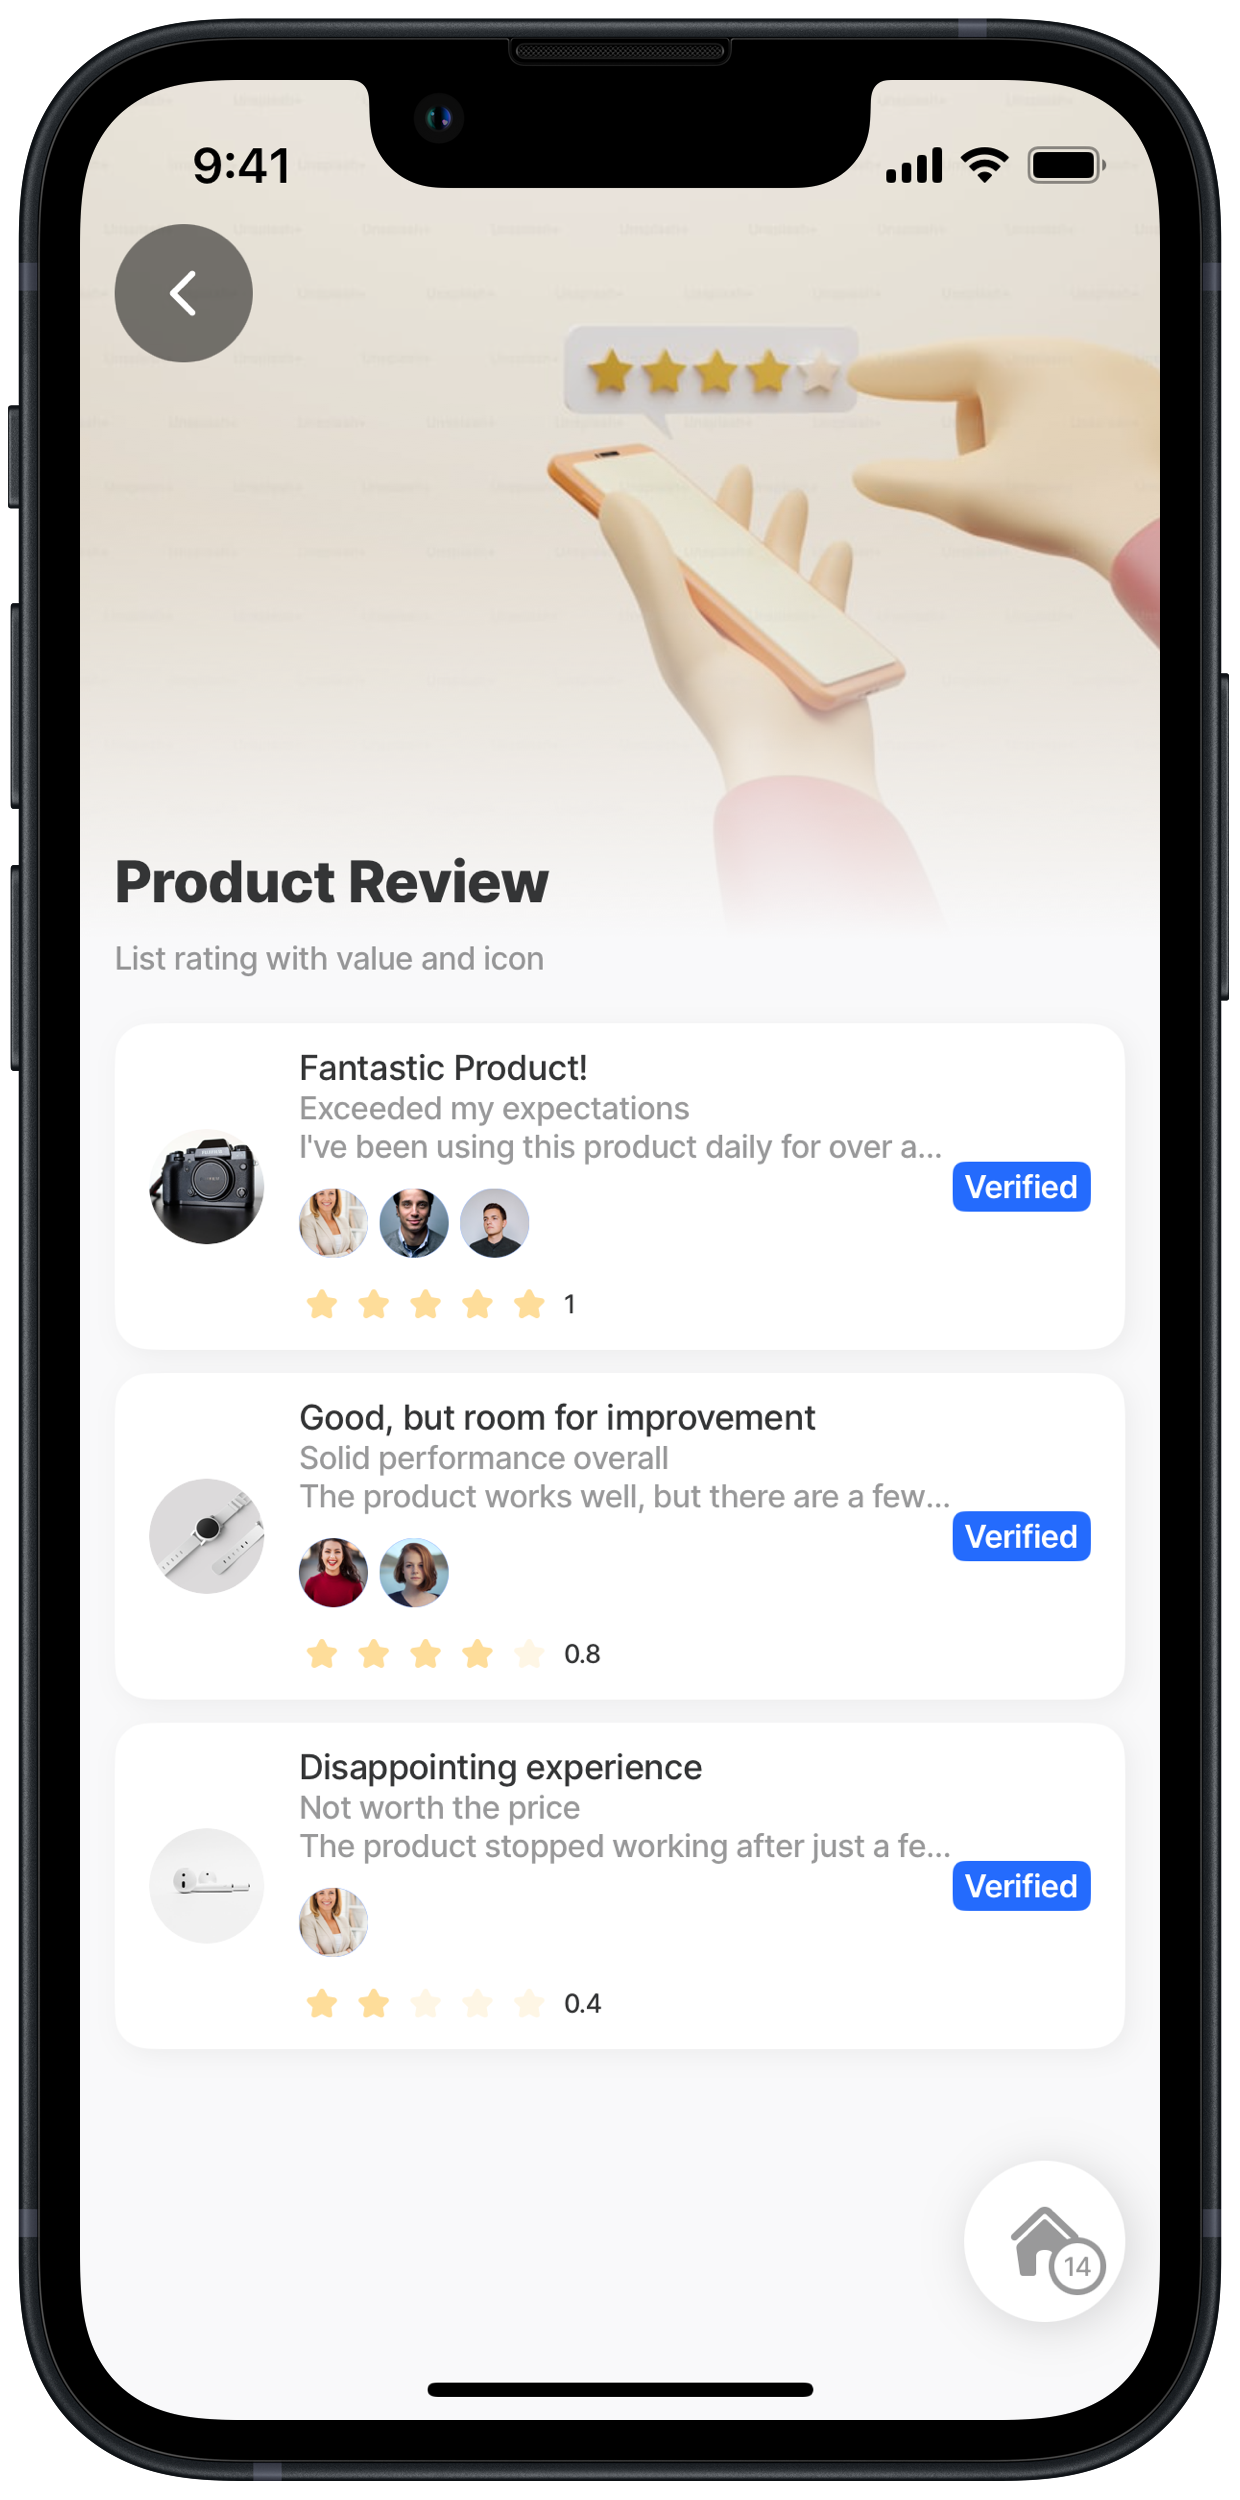 9:41
Product Review
List rating with value and icon
Fantastic Product!
Exceeded my expectations
I've been using this product daily for over a...
Verified
1
Good, but room for improvement
Solid performance overall
The product works well, but there are a few...
Verified
0.8
Disappointing experience
Not worth the price
The product stopped working after just a fe...
Verified
0.4
14